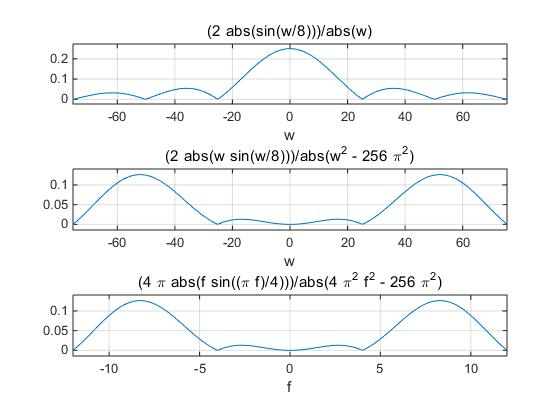 (2 abs(sin(w/8)))/abs(w)
0.2
0.1
0
-60 -40 -20 0 20 40 60
w
(2 abs(w sin(w/8)))/abs(w² - 256 π²)
0.1
0.05
0
-60 -40 -20 0 20 40 60
w
(4 π abs(f sin((π f)/4)))/abs(4 π² f² - 256 π²)
0.1
0.05
0
-10 -5 0 5 10
f